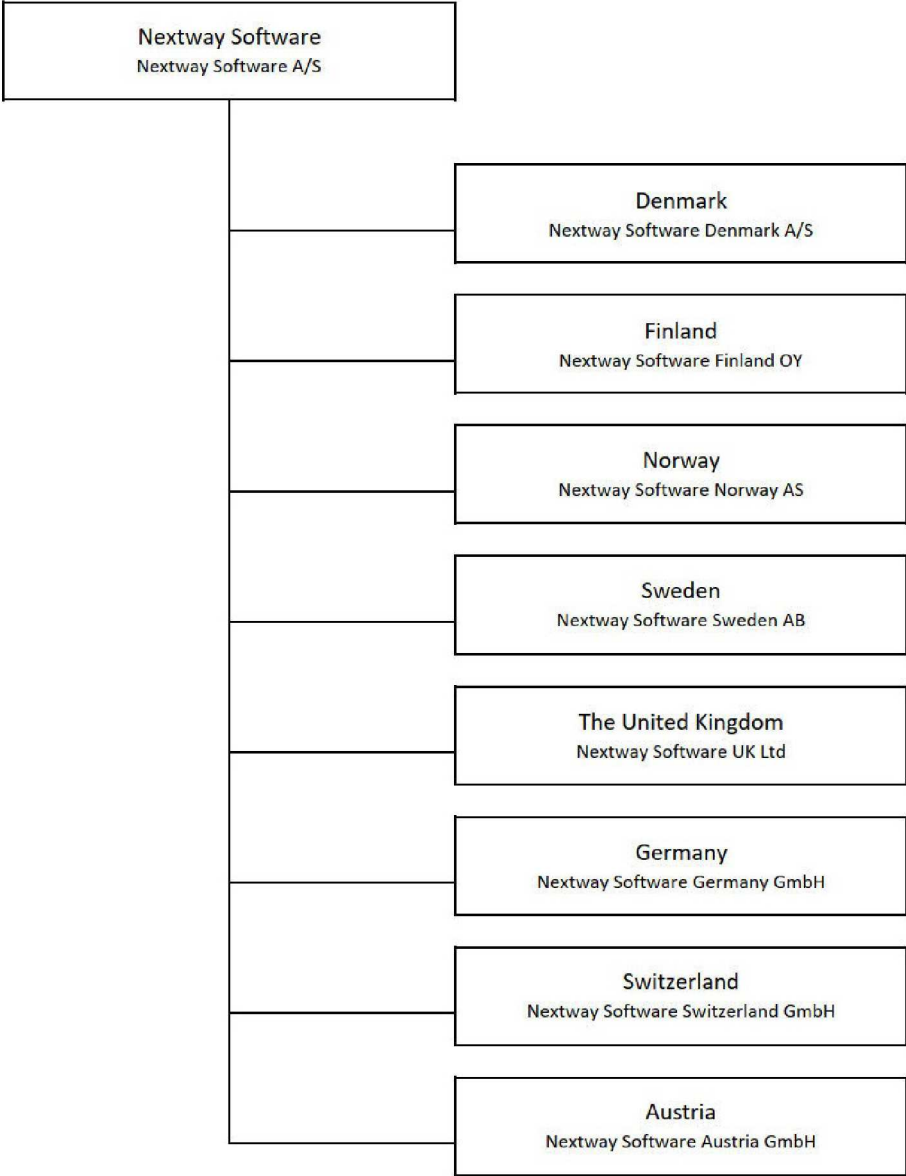 Nextway Software
Nextway Software A/S
Denmark
Nextway Software Denmark A/S
Finland
Nextway Software Finland OY
Norway
Nextway Software Norway AS
Sweden
Nextway Software Sweden AB
The United Kingdom
Nextway Software UK Ltd
Germany
Nextway Software Germany GmbH
Switzerland
Nextway Software Switzerland GmbH
Austria
Nextway Software Austria GmbH